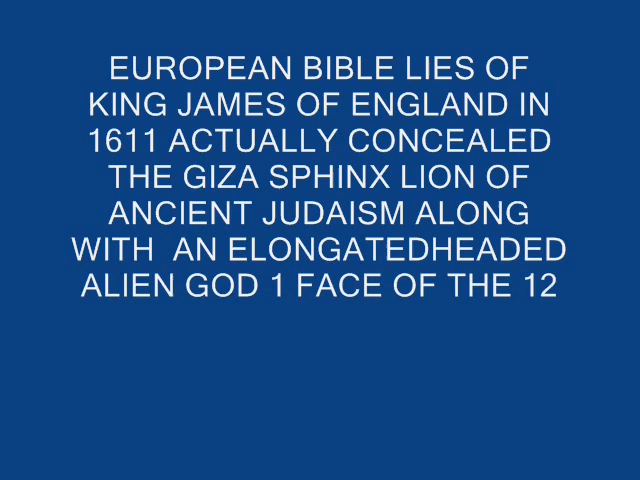 EUROPEAN BIBLE LIES OF
KING JAMES OF ENGLAND IN
1611 ACTUALLY CONCEALED
THE GIZA SPHINX LION OF
ANCIENT JUDAISM ALONG
WITH  AN ELONGATEDHEADED
ALIEN GOD 1 FACE OF THE 12